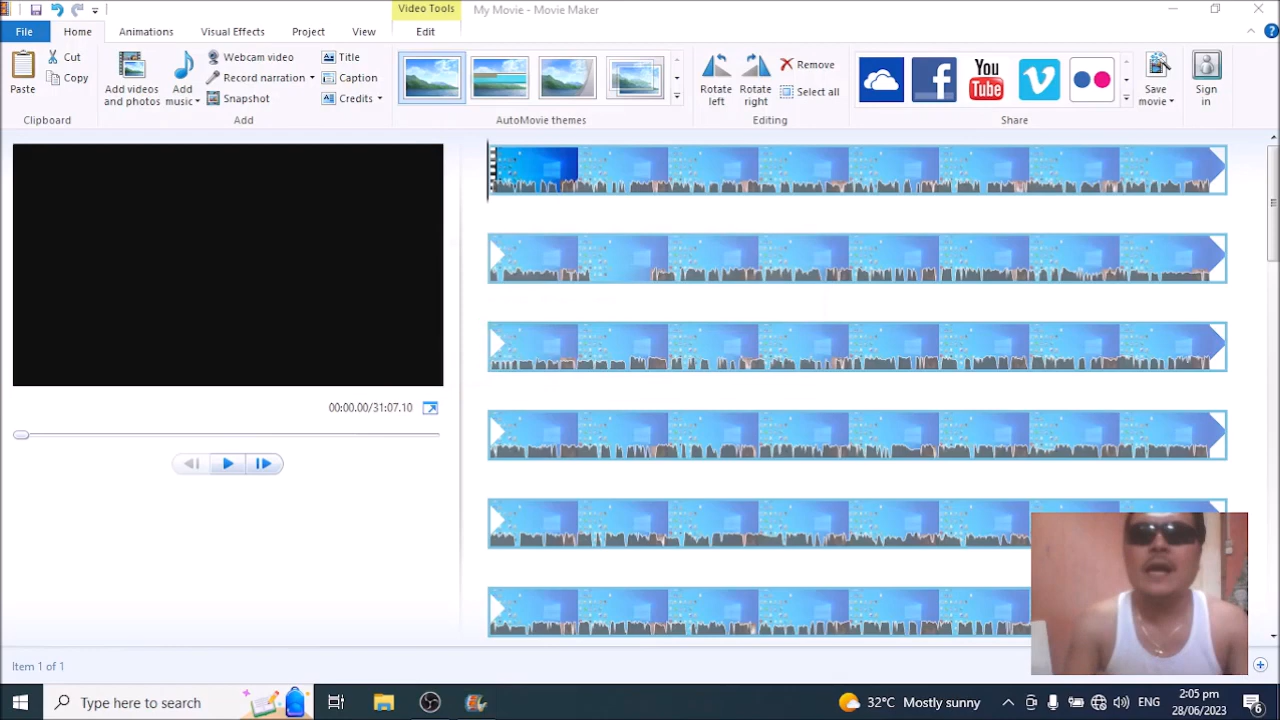 Video Tools
My Movie - Movie Maker
File
Home
Animations
Visual Effects
Project
View
Edit
Paste
Cut
Copy
Clipboard
Add videos
and photos
Add
music
Webcam video
Record narration
Snapshot
Title
Caption
Credits
Add
AutoMovie themes
Rotate
left
Rotate
right
Remove
Select all
Editing
You
Tube
Share
Save
movie
Sign
in
00:00.00/31:07.10
Item 1 of 1
Type here to search
32°C Mostly sunny
ENG
2:05 pm
28/06/2023
6